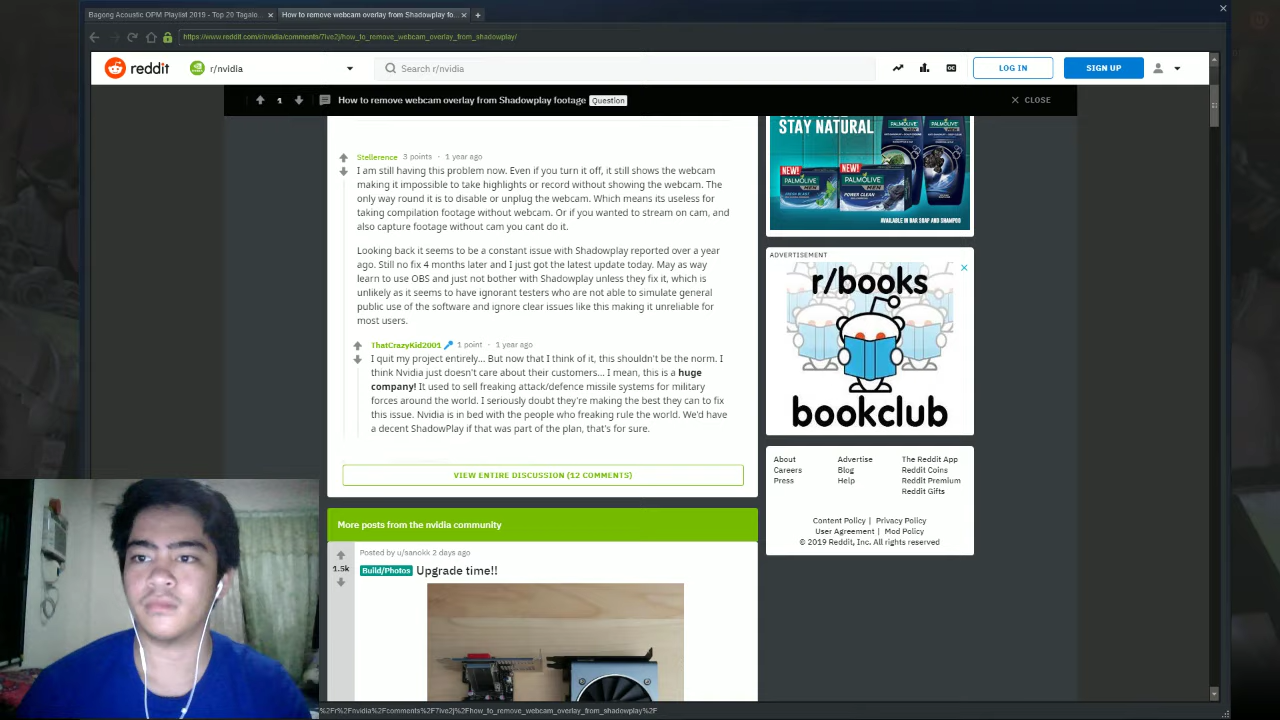 Bagong Acoustic OPM Playlist 2019 - Top 20 Tagalo...
How to remove webcam overlay from Shadowplay fo...
https://www.reddit.com/r/nvidia/comments/7ive2j/how_to_remove_webcam_overlay_from_shadowplay/
reddit
r/nvidia
Search r/nvidia
LOG IN
SIGN UP
1
How to remove webcam overlay from Shadowplay footage
Question
CLOSE
Stellerence 3 points · 1 year ago
I am still having this problem now. Even if you turn it off, it still shows the webcam
making it impossible to take highlights or record without showing the webcam. The
only way round it is to disable or unplug the webcam. Which means its useless for
taking compilation footage without webcam. Or if you wanted to stream on cam, and
also capture footage without cam you cant do it.
Looking back it seems to be a constant issue with Shadowplay reported over a year
ago. Still no fix 4 months later and I just got the latest update today. May as way
learn to use OBS and just not bother with Shadowplay unless they fix it, which is
unlikely as it seems to have ignorant testers who are not able to simulate general
public use of the software and ignore clear issues like this making it unreliable for
most users.
ThatCrazyKid2001 1 point · 1 year ago
I quit my project entirely... But now that I think of it, this shouldn't be the norm. I
think Nvidia just doesn't care about their customers... I mean, this is a huge
company! It used to sell freaking attack/defence missile systems for military
forces around the world. I seriously doubt they're making the best they can to fix
this issue. Nvidia is in bed with the people who freaking rule the world. We'd have
a decent ShadowPlay if that was part of the plan, that's for sure.
VIEW ENTIRE DISCUSSION (12 COMMENTS)
More posts from the nvidia community
Posted by u/sanokk 2 days ago
1.5k
Build/Photos Upgrade time!!
STAY NATURAL
PALMOLIVE
MEN
NEW!
NEW!
PALMOLIVE
MEN
POWER CLEAN
AVAILABLE IN BAR SOAP AND SHAMPOO
ADVERTISEMENT
r/books
bookclub
About Advertise The Reddit App
Careers Blog Reddit Coins
Press Help Reddit Premium
Reddit Gifts
Content Policy | Privacy Policy
User Agreement | Mod Policy
© 2019 Reddit, Inc. All rights reserved
%2Fr%2Fnvidia%2Fcomments%2F7ive2j%2Fhow_to_remove_webcam_overlay_from_shadowplay%2F